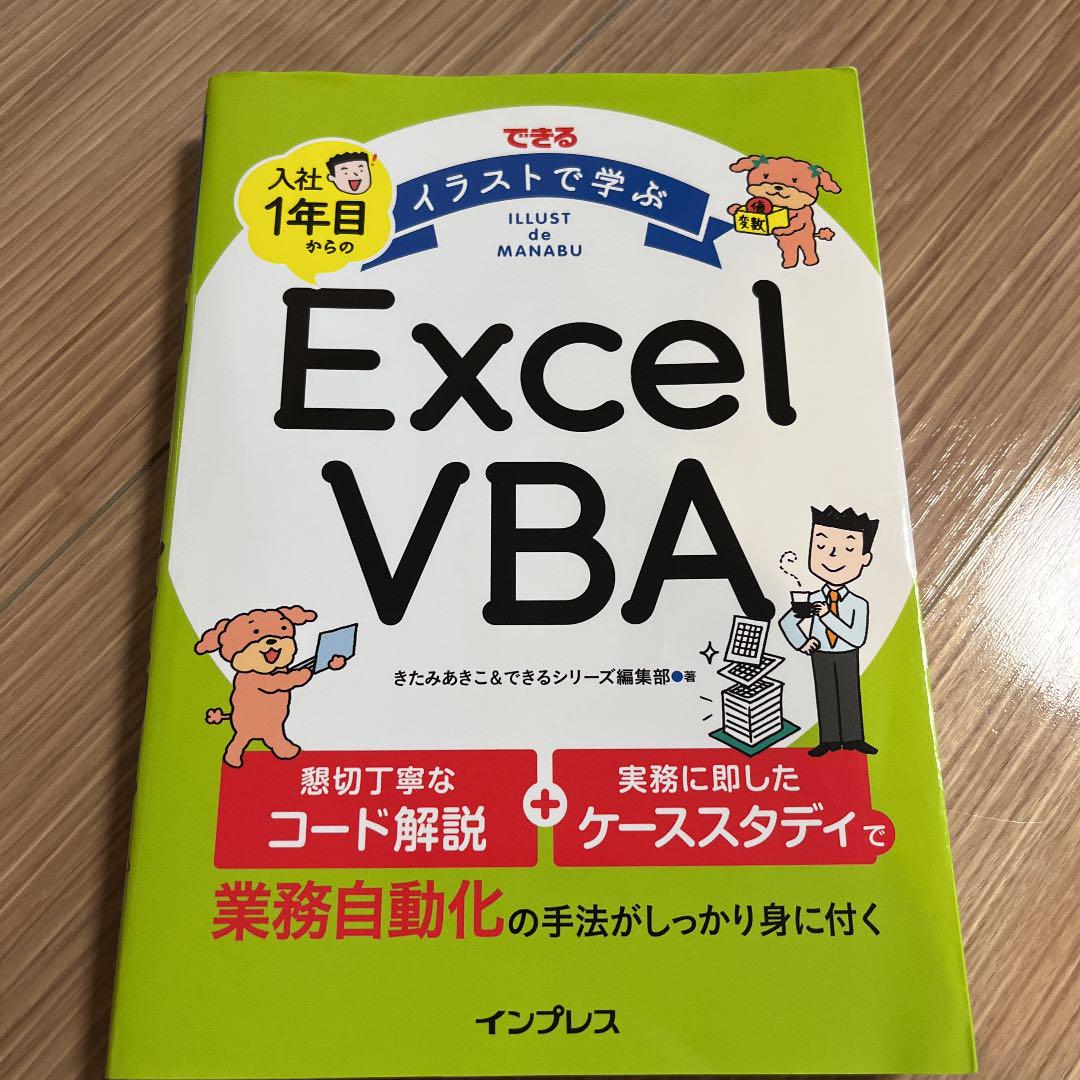 できる
イラストで学ぶ
ILLUST
de
MANABU
入社
1年目
からの
値
変数
Excel
VBA
きたみあきこ&できるシリーズ編集部●著
懇切丁寧な
コード解説
+
実務に即した
ケーススタディで
業務自動化の手法がしっかり身に付く
インプレス